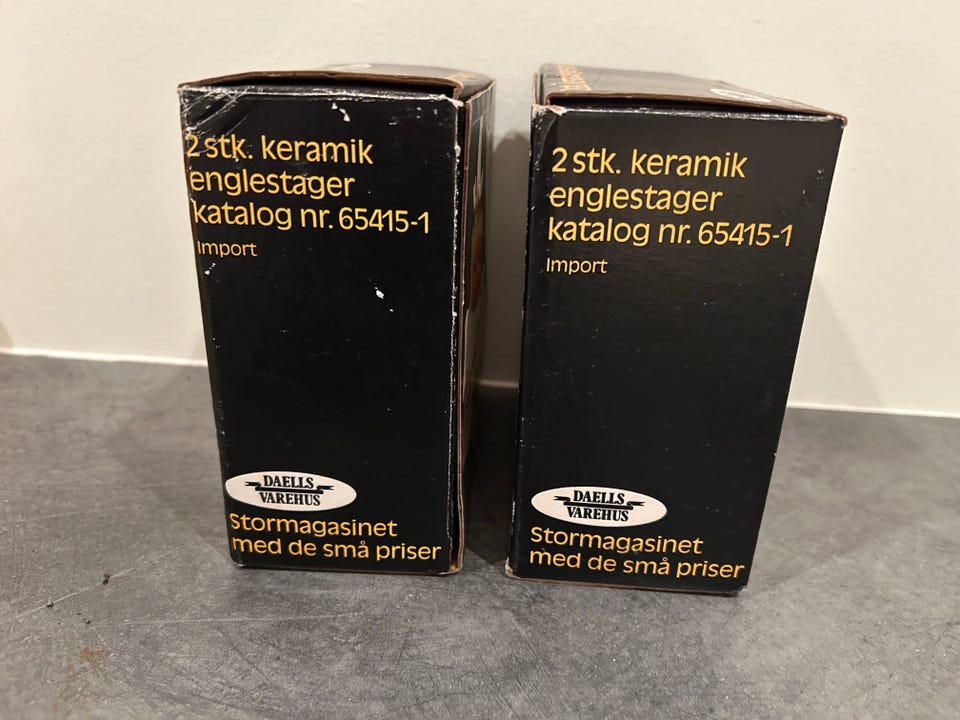 2 stk. keramik
englestager
katalog nr. 65415-1
Import
DAELLS
VAREHUS
Stormagasinet
med de små priser
2 stk. keramik
englestager
katalog nr. 65415-1
Import
DAELLS
VAREHUS
Stormagasinet
med de små priser